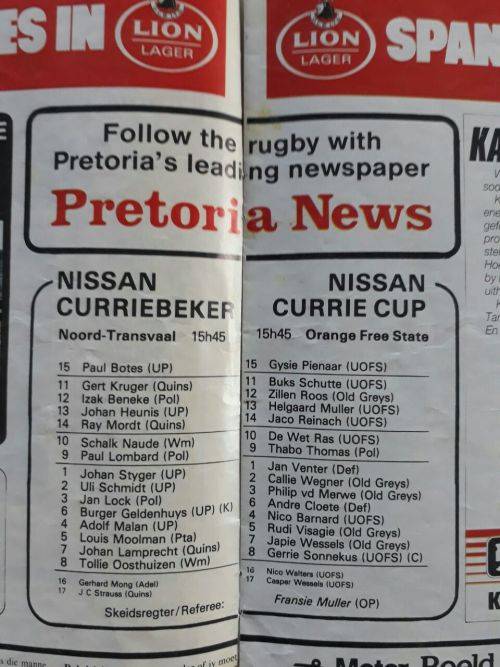 ES IN
LION
LAGER
LION
LAGER
SPAN
Follow the rugby with
Pretoria's leading newspaper
Pretoria News
NISSAN
CURRIEBEKER
Noord-Transvaal 15h45
15 Paul Botes (UP)
11 Gert Kruger (Quins)
12 Izak Beneke (Pol)
13 Johan Heunis (UP)
14 Ray Mordt (Quins)
10 Schalk Naude (Wm)
9 Paul Lombard (Pol)
1 Johan Styger (UP)
2 Uli Schmidt (UP)
3 Jan Lock (Pol)
6 Burger Geldenhuys (UP) (K)
4 Adolf Malan (UP)
5 Louis Moolman (Pta)
7 Johan Lamprecht (Quins)
8 Tollie Oosthuizen (Wm)
16 Gerhard Mong (Adel)
17 J C Strauss (Quins)
Skeidsregter/Referee:
NISSAN
CURRIE CUP
15h45 Orange Free State
15 Gysie Pienaar (UOFS)
11 Buks Schutte (UOFS)
12 Zillen Roos (Old Greys)
13 Helgaard Muller (UOFS)
14 Jaco Reinach (UOFS)
10 De Wet Ras (UOFS)
9 Thabo Thomas (Pol)
1 Jan Venter (Def)
2 Callie Wegner (Old Greys)
3 Philip vd Merwe (Old Greys)
6 Andre Cloete (Def)
4 Nico Barnard (UOFS)
5 Rudi Visagie (Old Greys)
7 Japie Wessels (Old Greys)
8 Gerrie Sonnekus (UOFS) (C)
16 Nico Walters (UOFS)
17 Casper Wessels (UOFS)
Fransie Muller (OP)
KA
K
s die manne